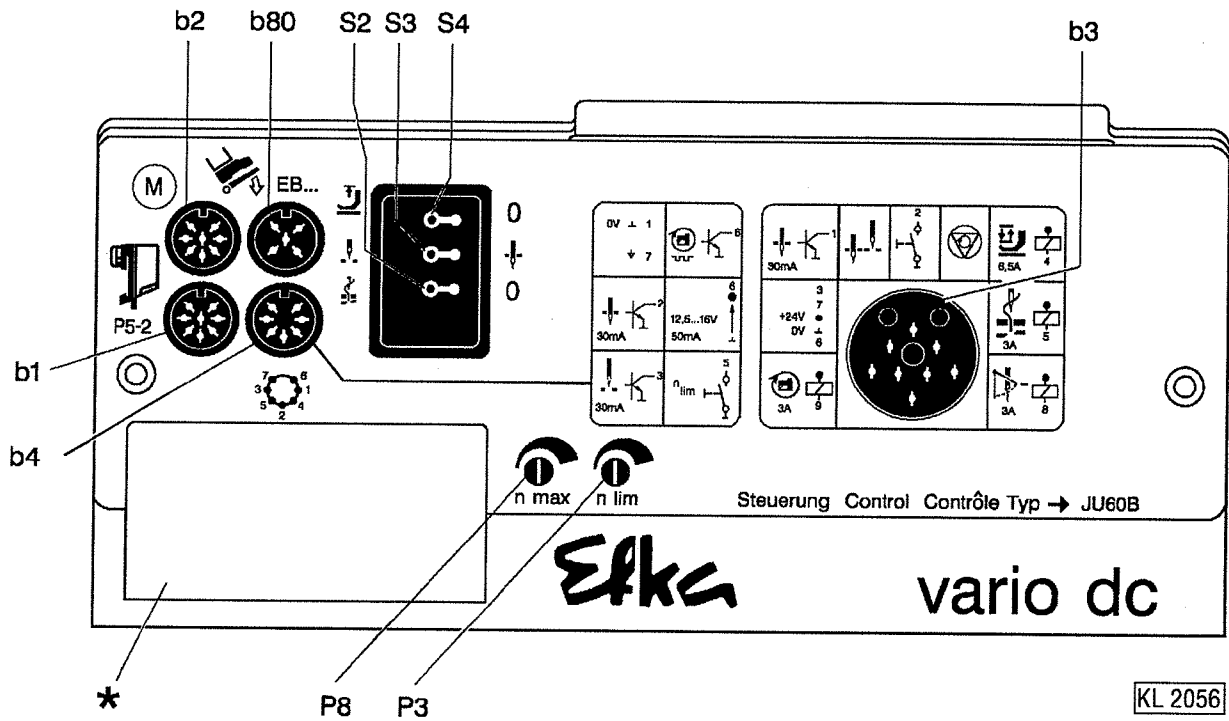 b2 b80 S2 S3 S4 b3
M EB... 0
P5-2 0
b1
7 6
3 1
5 4
2
b4
0V ⊥ 1
7
6
30mA 2
12,6...16V
50mA
6
30mA 3
n lim
5
30mA 1
2
6,5A 4
3
7
+24V
0V ⊥
6
3A 5
3A 9
3A 8
n max n lim
Steuerung Control Contrôle Typ → JU60B
Efka vario dc
* P8 P3
KL 2056